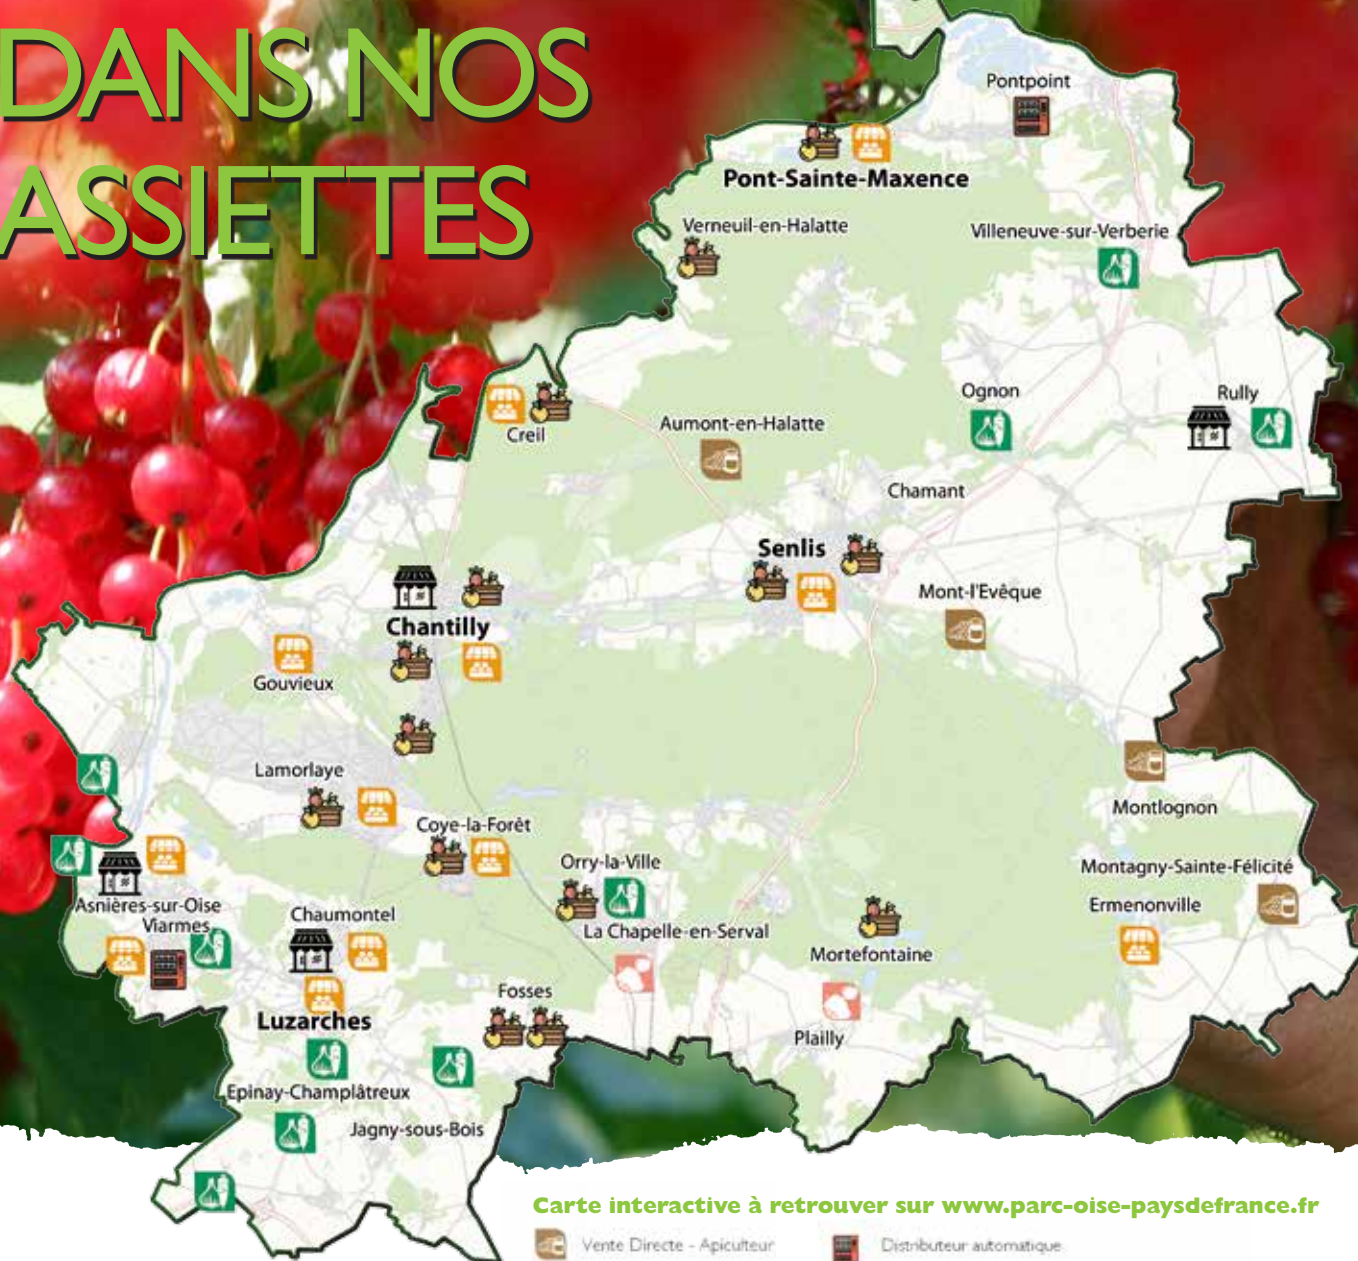 DANS NOS
ASSIETTES
Pontpoint
Pont-Sainte-Maxence
Verneuil-en-Halatte
Villeneuve-sur-Verberie
Ognon
Rully
Aumont-en-Halatte
Creil
Chamant
Senlis
Mont-l'Evêque
Chantilly
Gouvieux
Lamorlaye
Montlognon
Coye-la-Forêt
Orry-la-Ville
Montagny-Sainte-Félicité
Asnières-sur-Oise
Ermenonville
Chaumontel
Viarmes
La Chapelle-en-Serval
Mortefontaine
Fosses
Luzarches
Plailly
Epinay-Champlâtreux
Jagny-sous-Bois
Carte interactive à retrouver sur www.parc-oise-paysdefrance.fr
Vente Directe - Apiculteur
Distributeur automatique